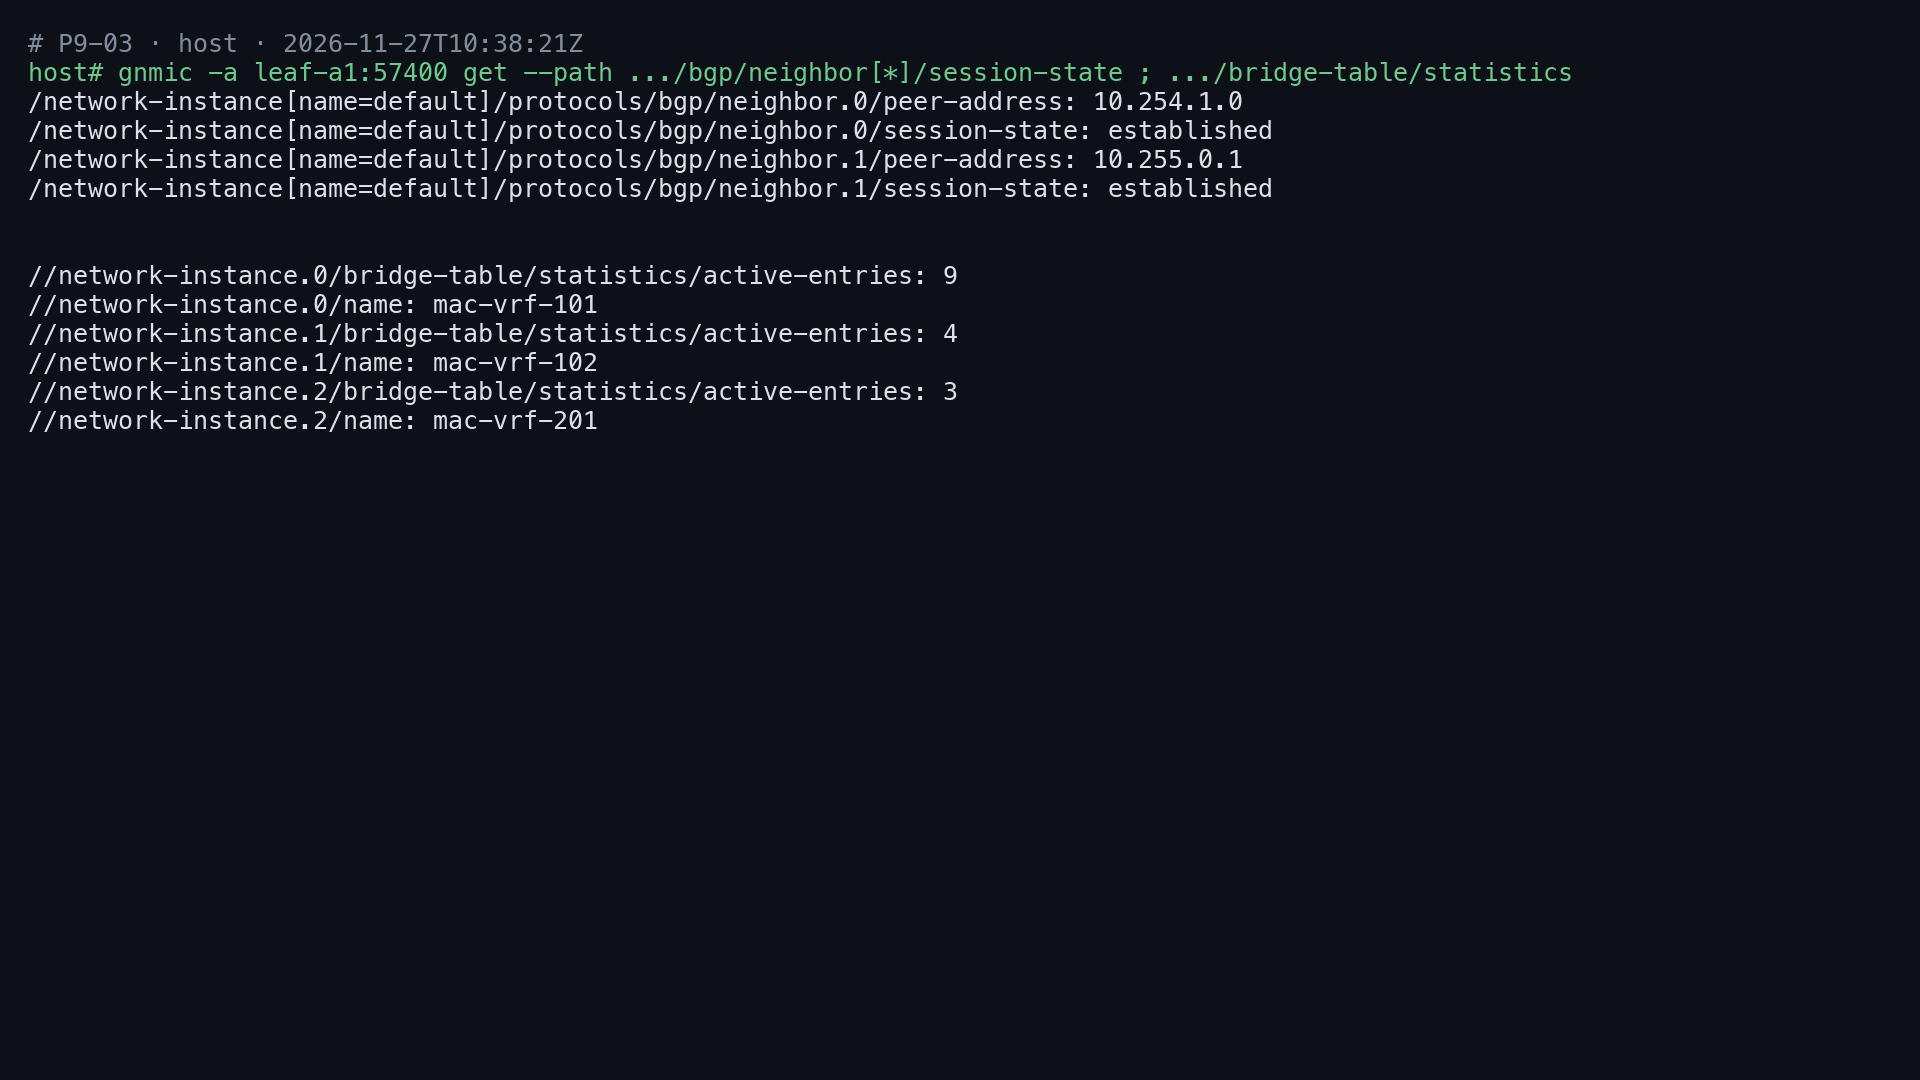 # P9-03 · host · 2026-11-27T10:38:21Z
host# gnmic -a leaf-a1:57400 get --path .../bgp/neighbor[*]/session-state ; .../bridge-table/statistics
/network-instance[name=default]/protocols/bgp/neighbor.0/peer-address: 10.254.1.0
/network-instance[name=default]/protocols/bgp/neighbor.0/session-state: established
/network-instance[name=default]/protocols/bgp/neighbor.1/peer-address: 10.255.0.1
/network-instance[name=default]/protocols/bgp/neighbor.1/session-state: established
//network-instance.0/bridge-table/statistics/active-entries: 9
//network-instance.0/name: mac-vrf-101
//network-instance.1/bridge-table/statistics/active-entries: 4
//network-instance.1/name: mac-vrf-102
//network-instance.2/bridge-table/statistics/active-entries: 3
//network-instance.2/name: mac-vrf-201